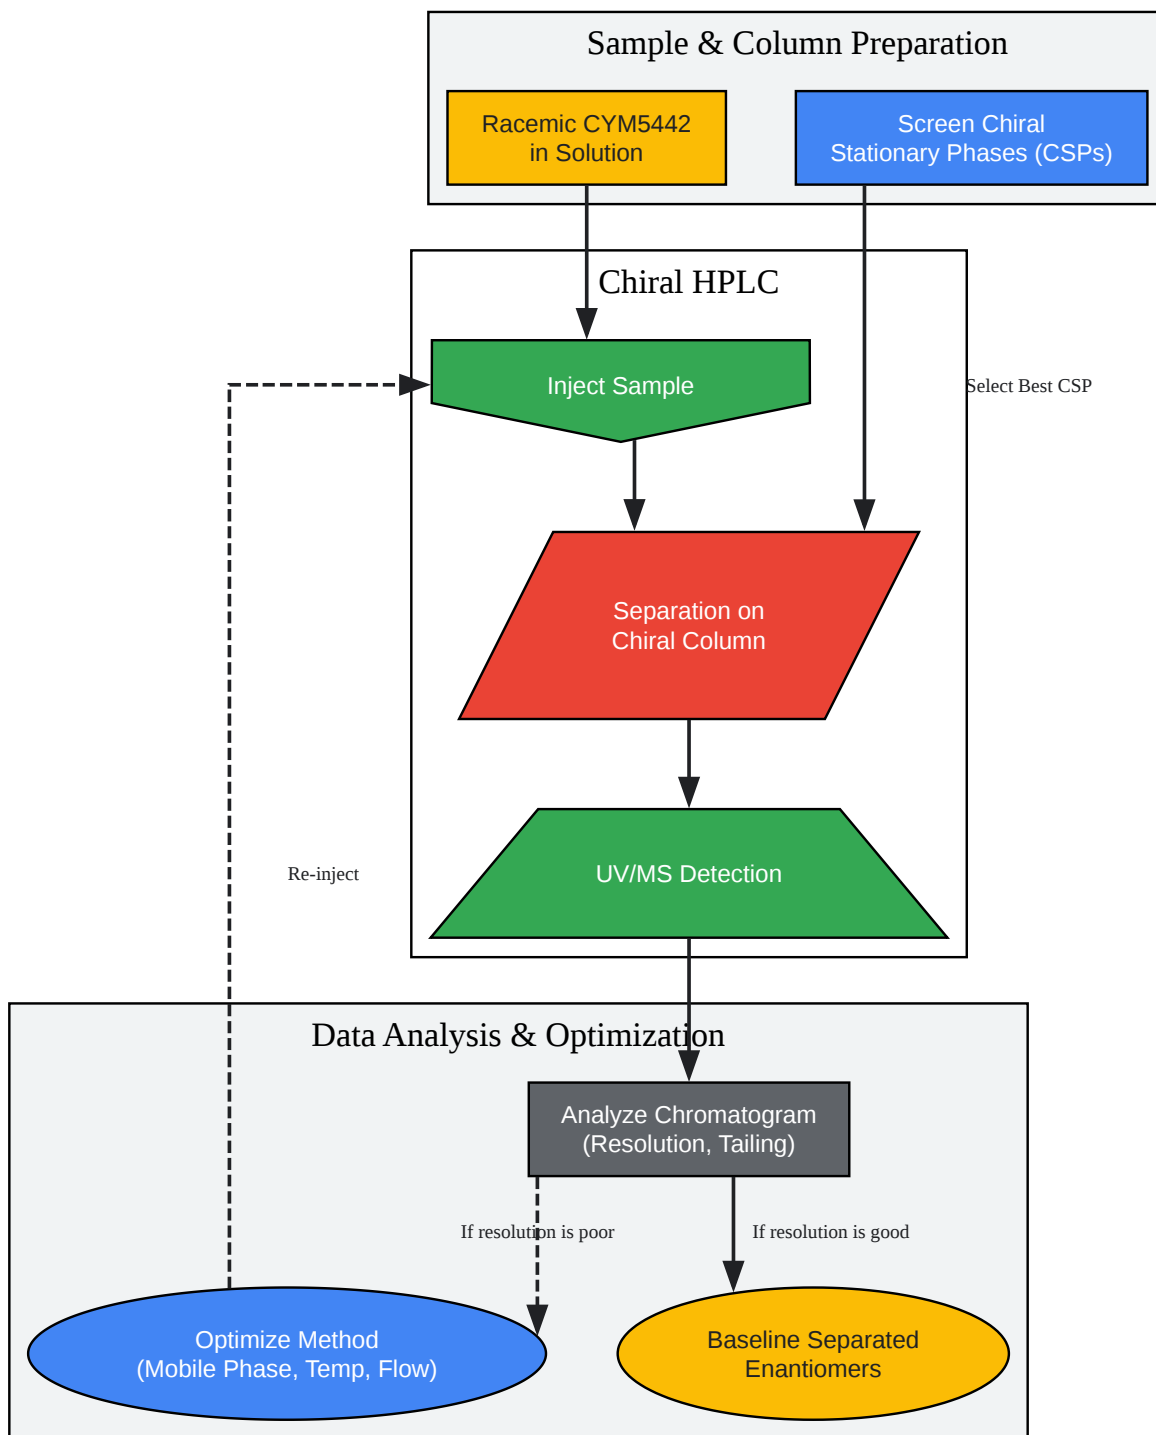 Sample & Column Preparation
Racemic CYM5442
in Solution
Screen Chiral
Stationary Phases (CSPs)
Chiral HPLC
Inject Sample
Select Best CSP
Separation on
Chiral Column
UV/MS Detection
Re-inject
Data Analysis & Optimization
Analyze Chromatogram
(Resolution, Tailing)
If resolution is poor
If resolution is good
Optimize Method
(Mobile Phase, Temp, Flow)
Baseline Separated
Enantiomers